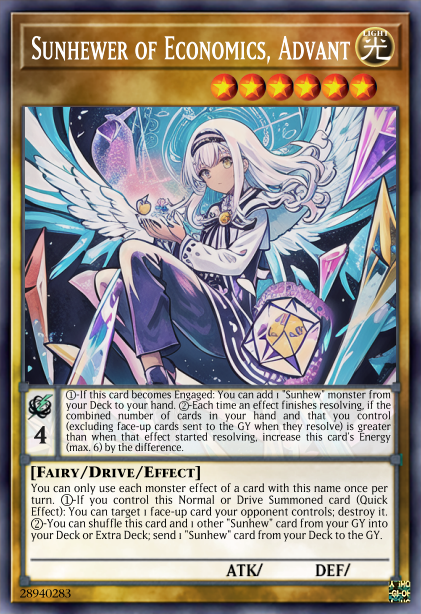 Sunhewer of Economics, Advant
LIGHT
光
①-If this card becomes Engaged: You can add 1 "Sunhew" monster from
your Deck to your hand. ②-Each time an effect finishes resolving, if the
combined number of cards in your hand and that you control
(excluding face-up cards sent to the GY when they resolve) is greater
than when that effect started resolving, increase this card's Energy
(max. 6) by the difference.
4
[Fairy/Drive/Effect]
You can only use each monster effect of a card with this name once per
turn. ①-If you control this Normal or Drive Summoned card (Quick
Effect): You can target 1 face-up card your opponent controls; destroy it.
②-You can shuffle this card and 1 other "Sunhew" card from your GY into
your Deck or Extra Deck; send 1 "Sunhew" card from your Deck to the GY.
ATK/ DEF/
28940283